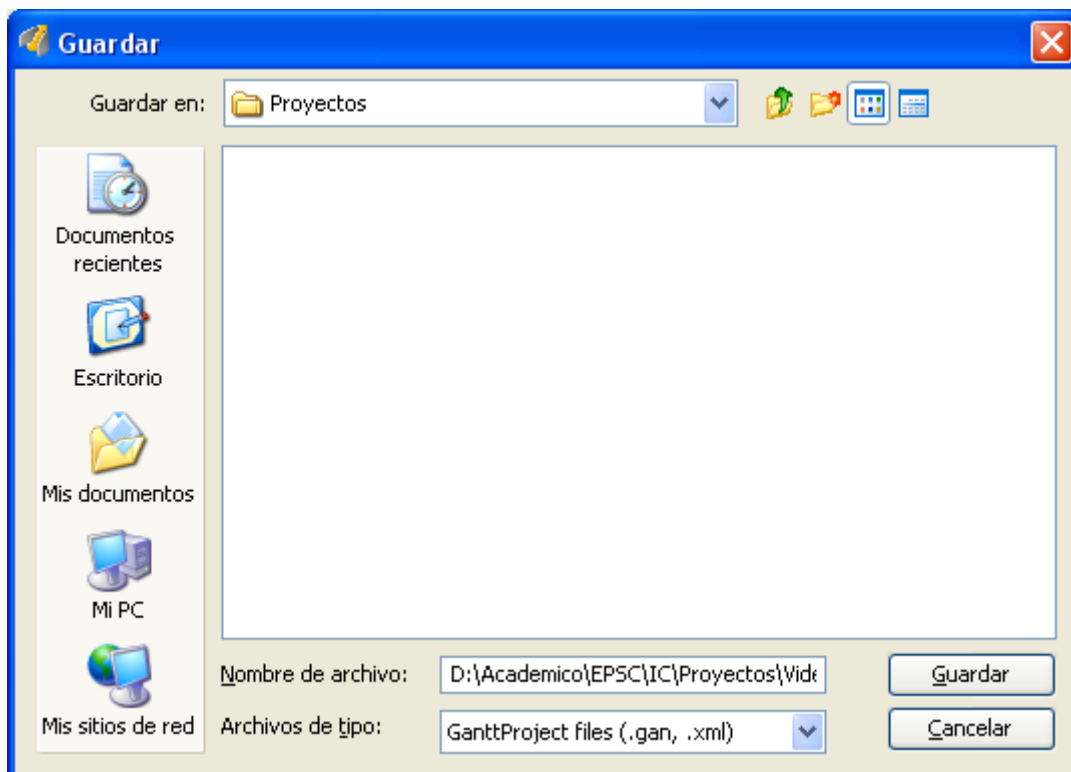 Guardar
Guardar en:
Proyectos
Documentos
recientes
Escritorio
Mis documentos
Mi PC
Mis sitios de red
Nombre de archivo:
D:\Academico\EPSC\IC\Proyectos\Vide
Guardar
Archivos de tipo:
GanttProject files (.gan, .xml)
Cancelar